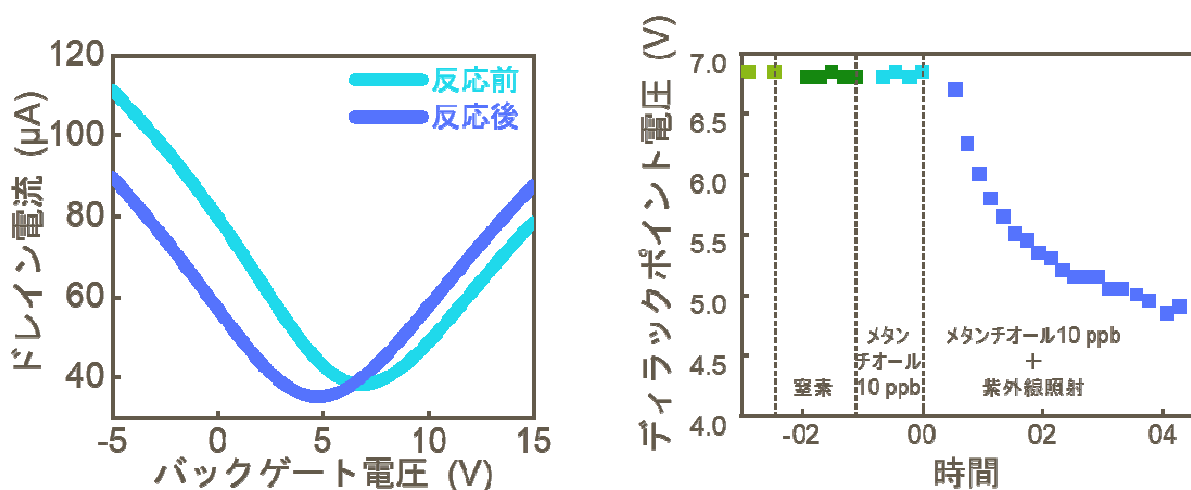 ドレイン電流 (μA)
120
100
80
60
40
反応前
反応後
-5
0
5
10
15
バックゲート電圧 (V)
ディラックポイント電圧 (V)
7.0
6.5
6.0
5.5
5.0
4.5
4.0
窒素
メタン
チオール
10 ppb
メタンチオール10 ppb
+
紫外線照射
-02
00
02
04
時間